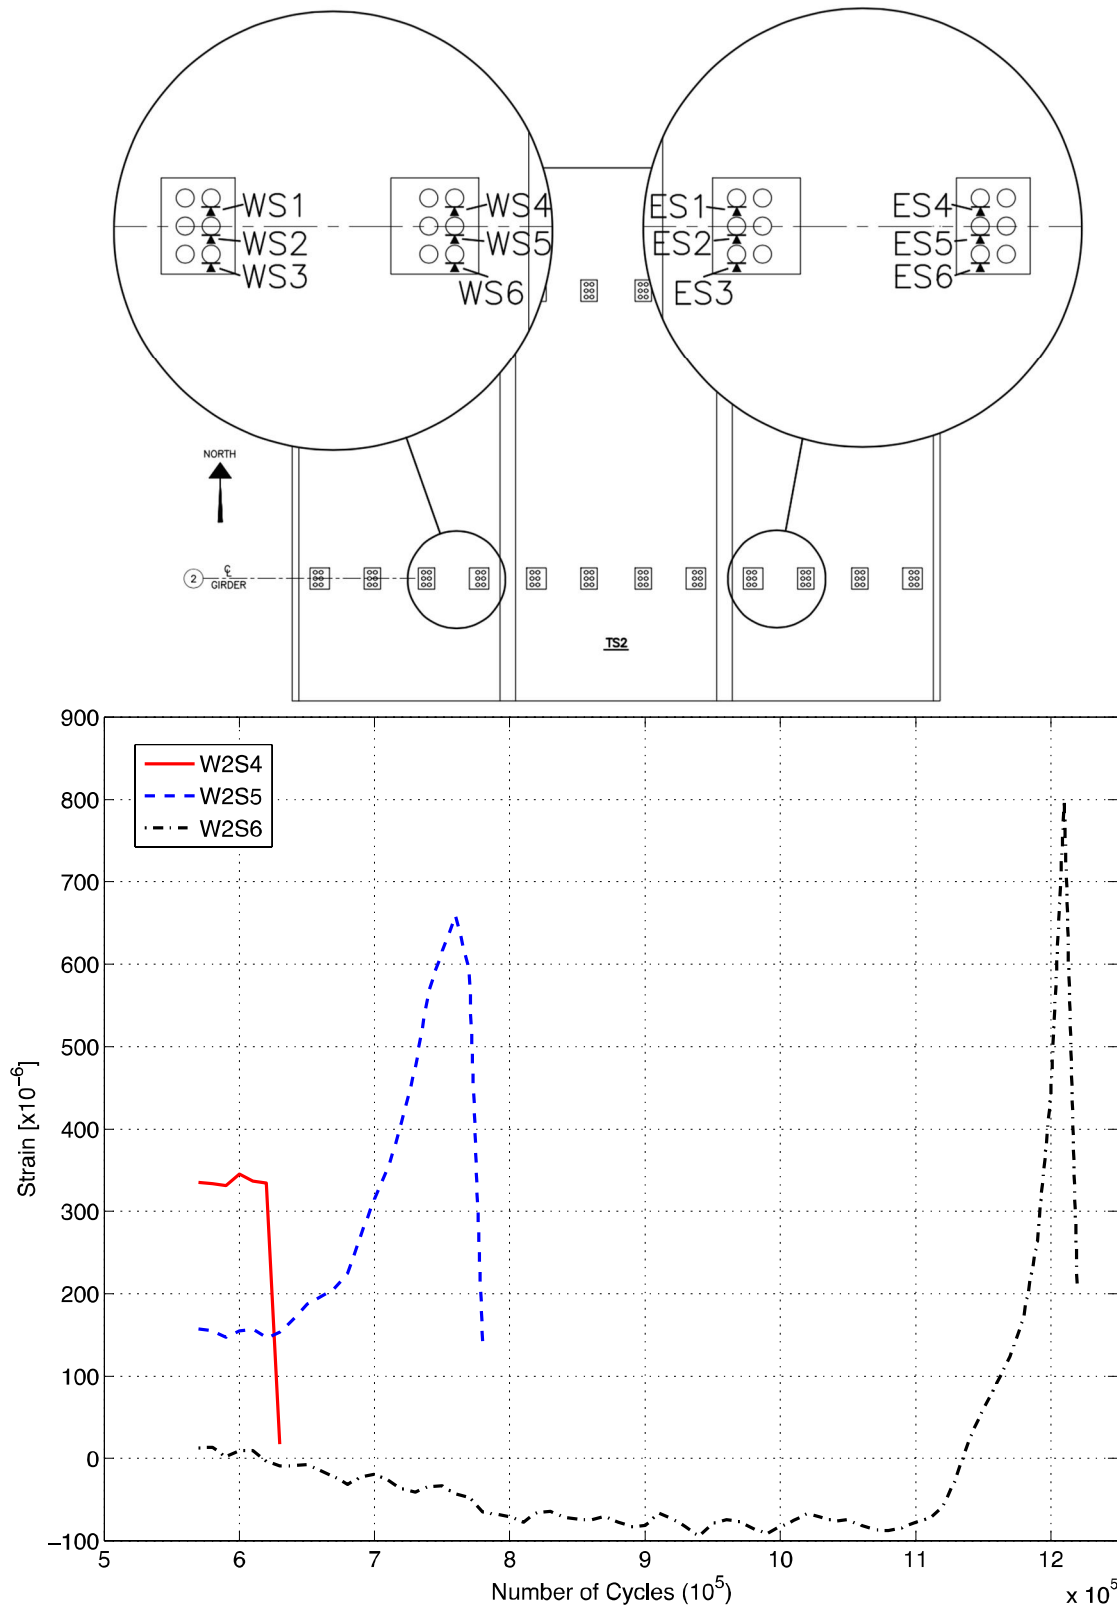 WS1 WS4 ES1 ES4
WS2 WS5 ES2 ES5
WS3 WS6 ES3 ES6
NORTH
2 ℄ GIRDER
TS2
900
800
700
600
500
400
300
200
100
0
−100
Strain [x10⁻⁶]
W2S4
W2S5
W2S6
5 6 7 8 9 10 11 12
Number of Cycles (10⁵)
x 10⁵